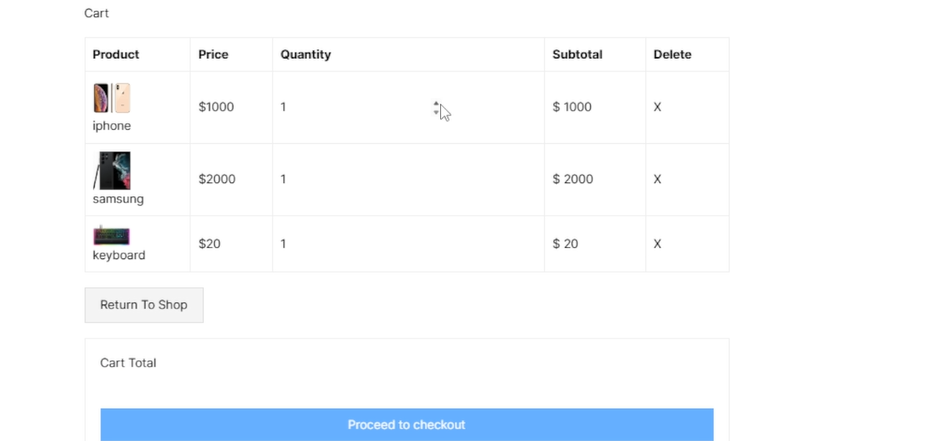 Cart
Product Price Quantity Subtotal Delete
$1000 1 $ 1000 X
iphone
$2000 1 $ 2000 X
samsung
$20 1 $ 20 X
keyboard
Return To Shop
Cart Total
Proceed to checkout